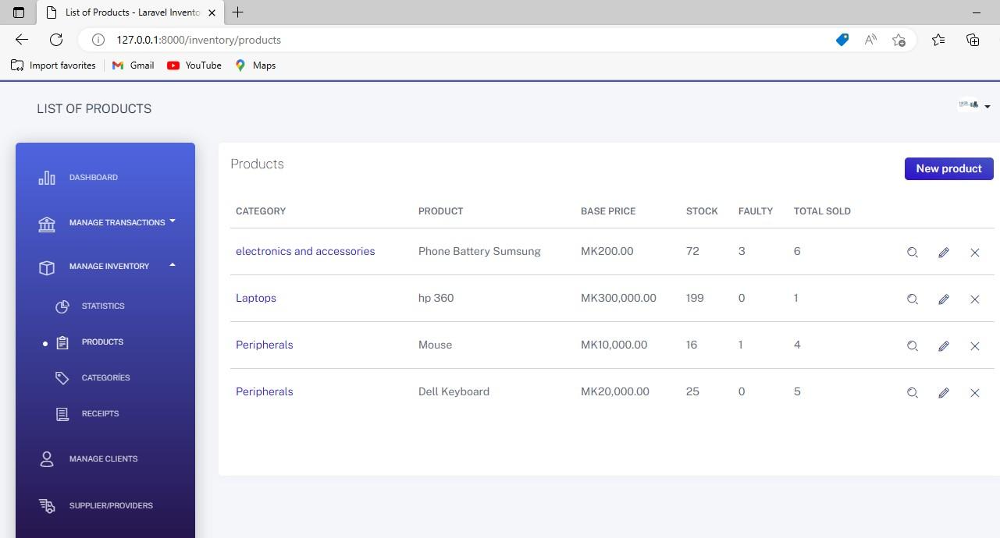 List of Products - Laravel Invento
127.0.0.1:8000/inventory/products
Import favorites Gmail YouTube Maps
LIST OF PRODUCTS
DASHBOARD
MANAGE TRANSACTIONS
MANAGE INVENTORY
STATISTICS
PRODUCTS
CATEGORÍES
RECEIPTS
MANAGE CLIENTS
SUPPLIER/PROVIDERS
Products
New product
CATEGORY PRODUCT BASE PRICE STOCK FAULTY TOTAL SOLD
electronics and accessories Phone Battery Sumsung MK200.00 72 3 6
Laptops hp 360 MK300,000.00 199 0 1
Peripherals Mouse MK10,000.00 16 1 4
Peripherals Dell Keyboard MK20,000.00 25 0 5